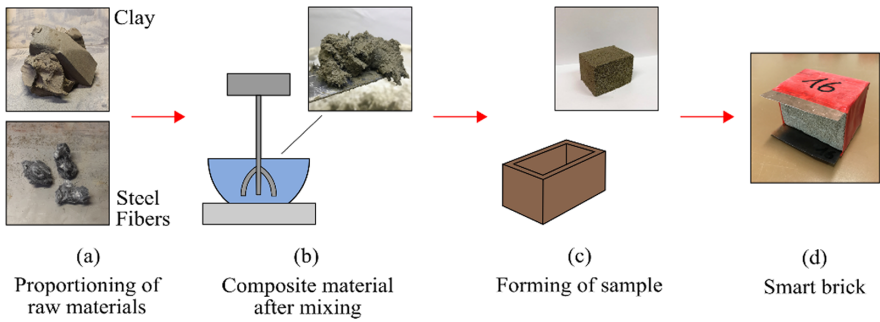 Clay
Steel
Fibers
16
(a)
(b)
(c)
(d)
Proportioning of
raw materials
Composite material
after mixing
Forming of sample
Smart brick